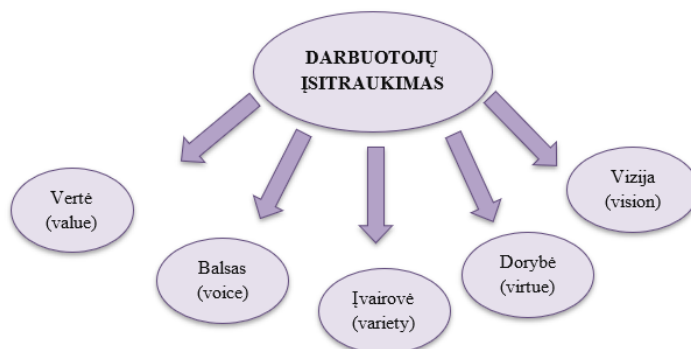 DARBUOTOJŲ
ĮSITRAUKIMAS
Vertė
(value)
Balsas
(voice)
Įvairovė
(variety)
Dorybė
(virtue)
Vizija
(vision)